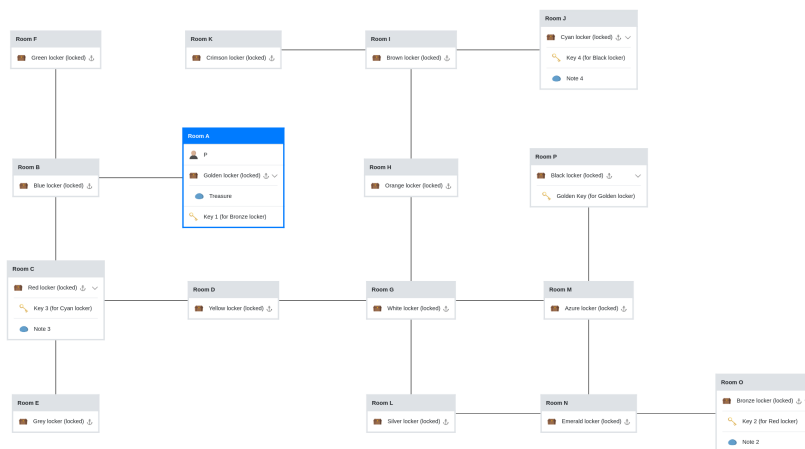 Room J
Cyan locker (locked)
Key 4 (for Black locker)
Note 4
Room F
Green locker (locked)
Room K
Crimson locker (locked)
Room I
Brown locker (locked)
Room A
P
Golden locker (locked)
Treasure
Key 1 (for Bronze locker)
Room P
Black locker (locked)
Golden Key (for Golden locker)
Room B
Blue locker (locked)
Room H
Orange locker (locked)
Room C
Red locker (locked)
Key 3 (for Cyan locker)
Note 3
Room D
Yellow locker (locked)
Room G
White locker (locked)
Room M
Azure locker (locked)
Room E
Grey locker (locked)
Room L
Silver locker (locked)
Room N
Emerald locker (locked)
Room O
Bronze locker (locked)
Key 2 (for Red locker)
Note 2